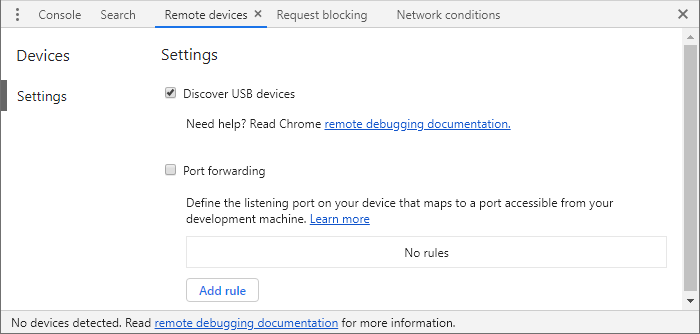 Console Search Remote devices Request blocking Network conditions
Devices
Settings
Settings
Discover USB devices
Need help? Read Chrome remote debugging documentation.
Port forwarding
Define the listening port on your device that maps to a port accessible from your
development machine. Learn more
No rules
Add rule
No devices detected. Read remote debugging documentation for more information.